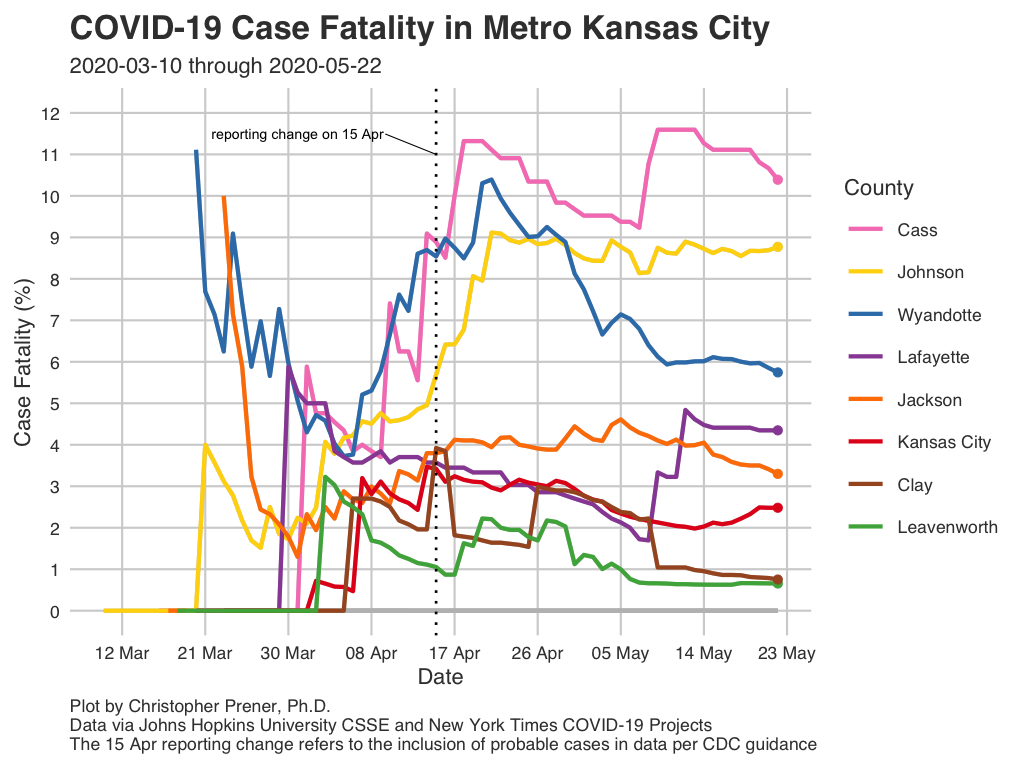 COVID-19 Case Fatality in Metro Kansas City
2020-03-10 through 2020-05-22
12
11
10
9
8
7
6
5
4
3
2
1
0
Case Fatality (%)
reporting change on 15 Apr
12 Mar
21 Mar
30 Mar
08 Apr
17 Apr
26 Apr
05 May
14 May
23 May
Date
County
Cass
Johnson
Wyandotte
Lafayette
Jackson
Kansas City
Clay
Leavenworth
Plot by Christopher Prener, Ph.D.
Data via Johns Hopkins University CSSE and New York Times COVID-19 Projects
The 15 Apr reporting change refers to the inclusion of probable cases in data per CDC guidance